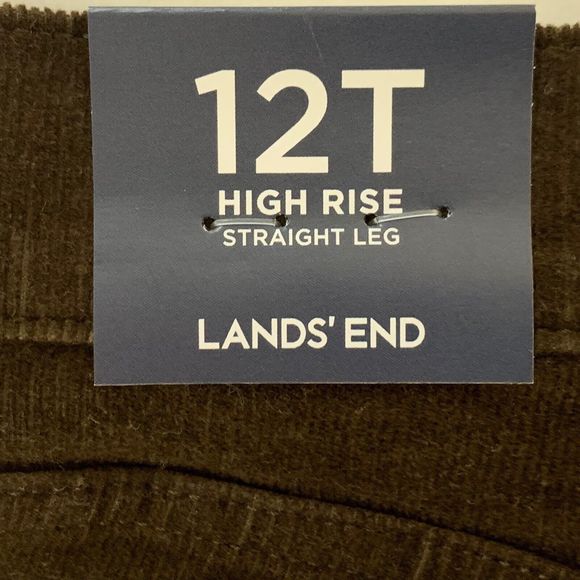 12T
HIGH RISE
STRAIGHT LEG
LANDS' END